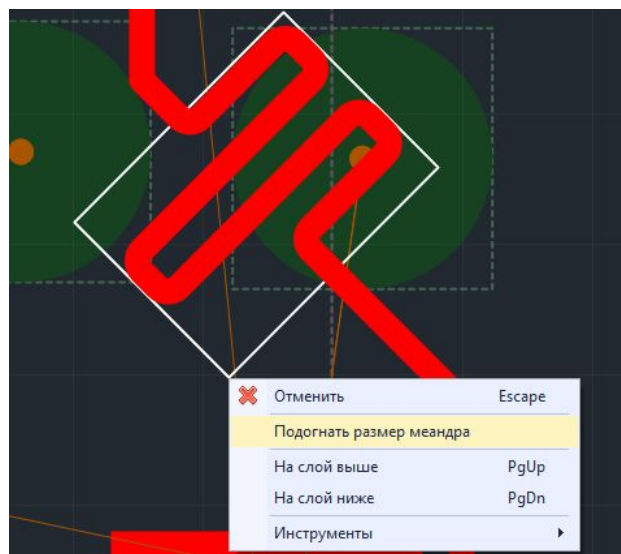 Отменить Escape
Подогнать размер меандра
На слой выше PgUp
На слой ниже PgDn
Инструменты